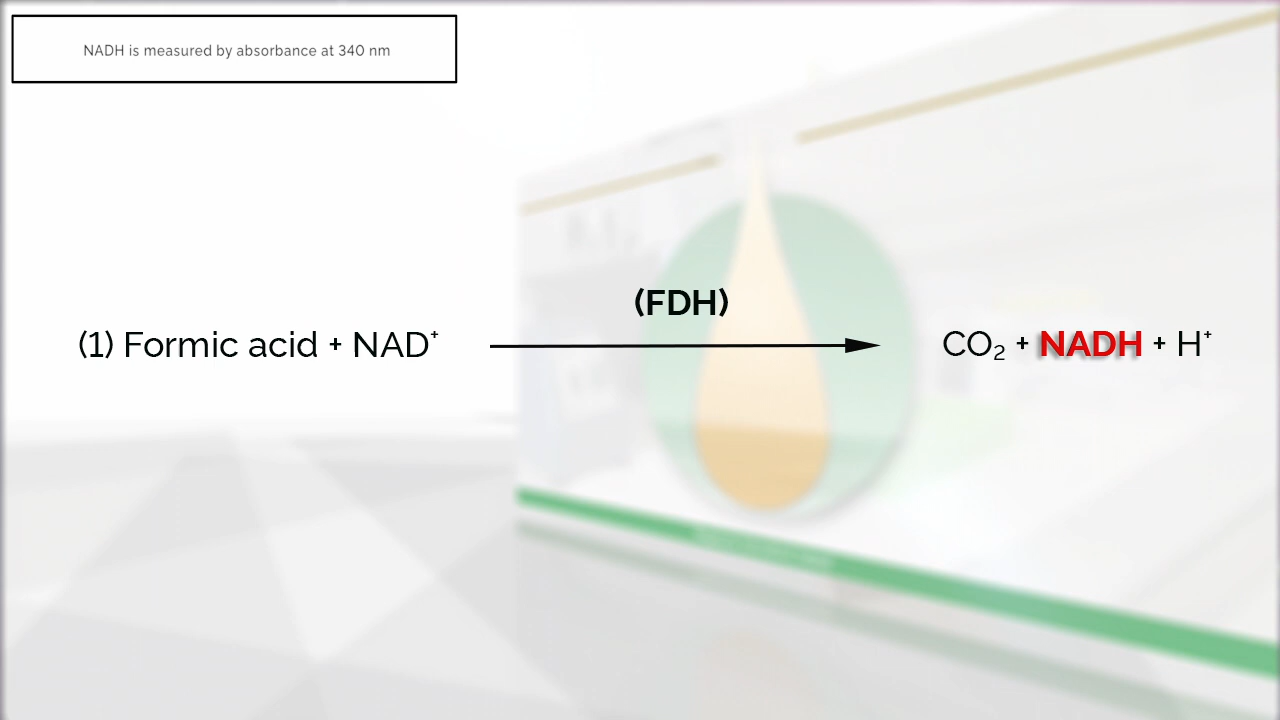 NADH is measured by absorbance at 340 nm
(FDH)
(1) Formic acid + NAD⁺ CO₂ + NADH + H⁺